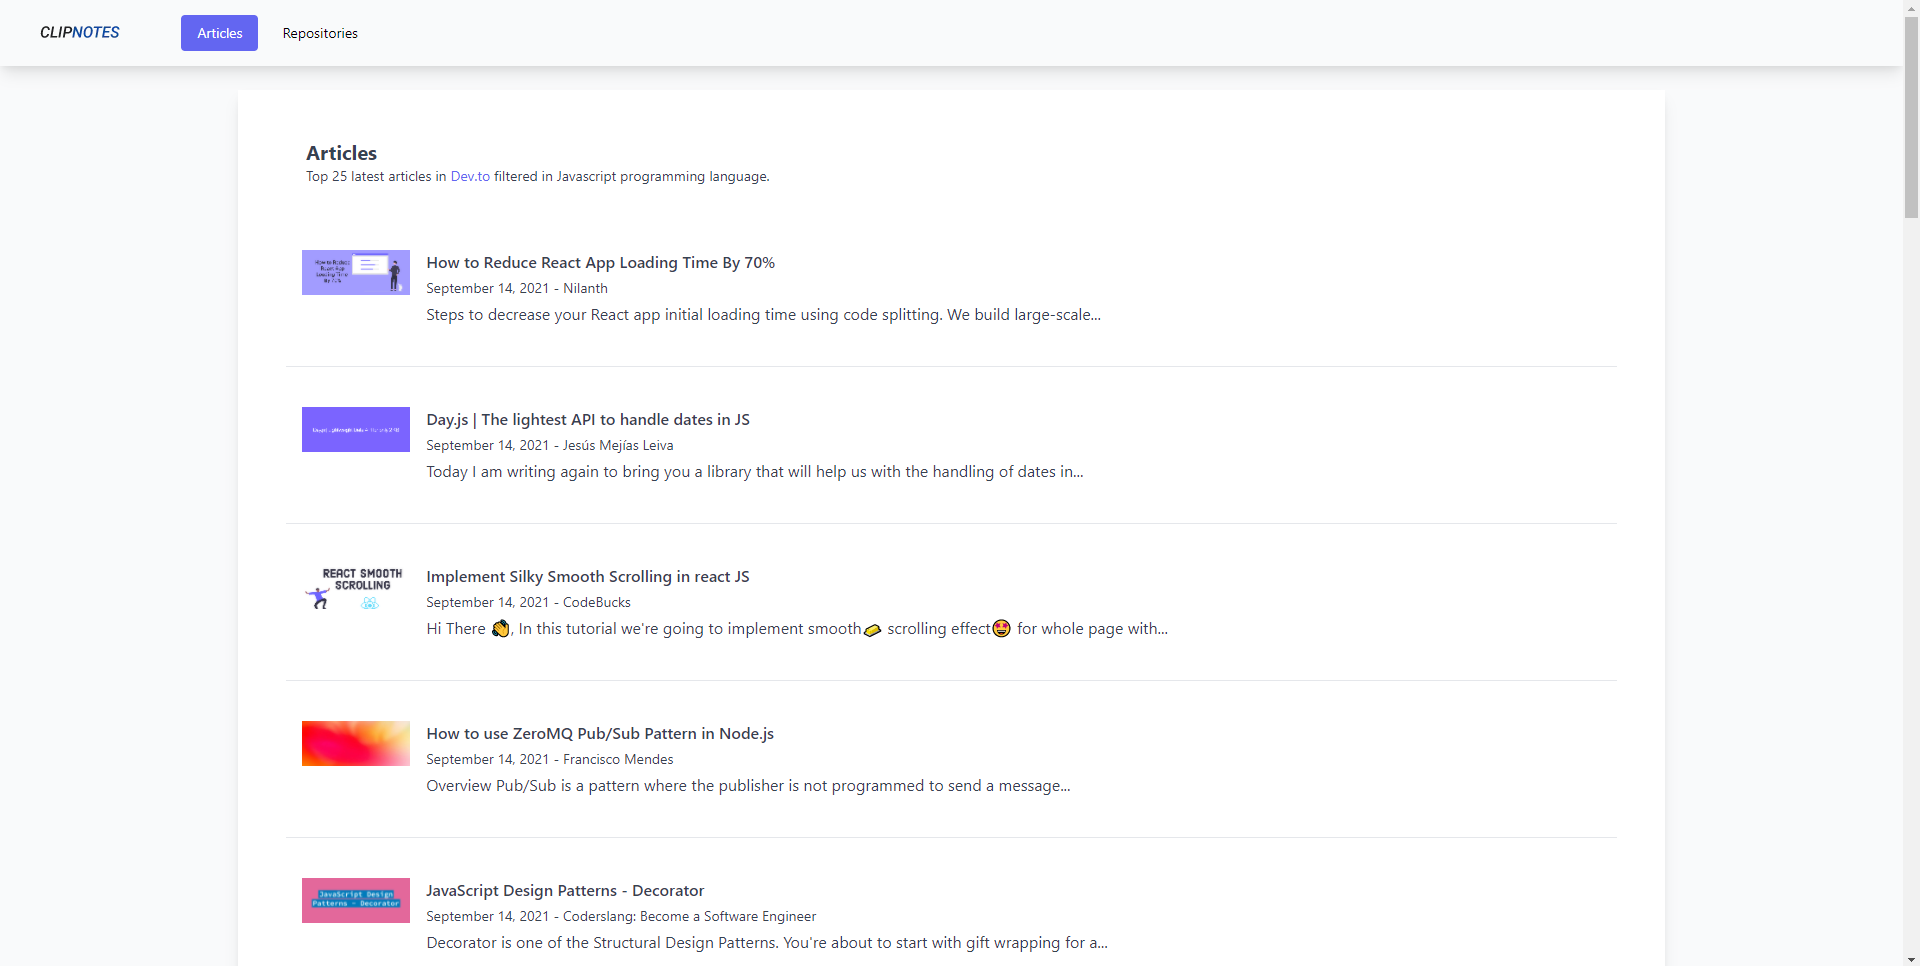 CLIPNOTES Articles Repositories
Articles
Top 25 latest articles in Dev.to filtered in Javascript programming language.
How to Reduce
React App
Loading Time
By 70%
How to Reduce React App Loading Time By 70%
September 14, 2021 - Nilanth
Steps to decrease your React app initial loading time using code splitting. We build large-scale...
Day.js | The lightest API to handle dates in JS
September 14, 2021 - Jesús Mejías Leiva
Today I am writing again to bring you a library that will help us with the handling of dates in...
REACT SMOOTH
SCROLLING
Implement Silky Smooth Scrolling in react JS
September 14, 2021 - CodeBucks
Hi There 👋, In this tutorial we're going to implement smooth🧈 scrolling effect🤩 for whole page with...
How to use ZeroMQ Pub/Sub Pattern in Node.js
September 14, 2021 - Francisco Mendes
Overview Pub/Sub is a pattern where the publisher is not programmed to send a message...
JavaScript Design
Patterns - Decorator
JavaScript Design Patterns - Decorator
September 14, 2021 - Coderslang: Become a Software Engineer
Decorator is one of the Structural Design Patterns. You're about to start with gift wrapping for a...